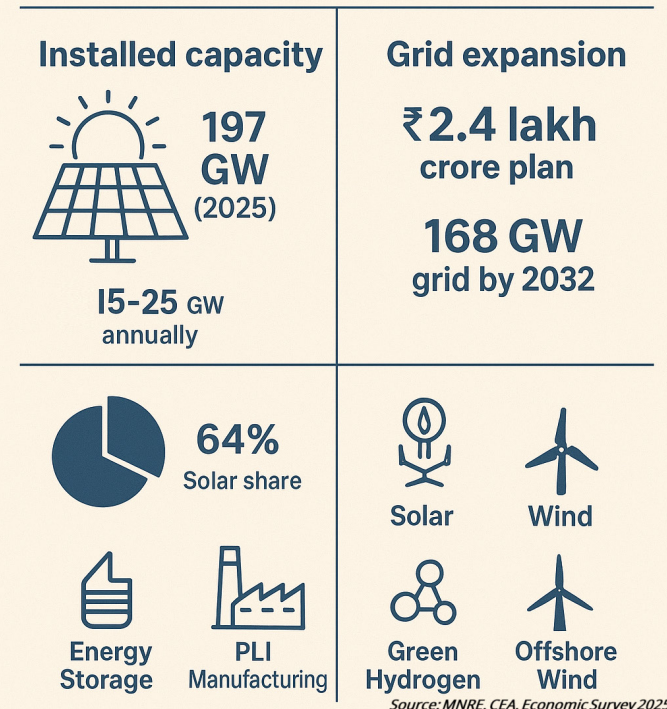 Installed capacity
197
GW
(2025)
I5-25 GW
annually
Grid expansion
₹2.4 lakh
crore plan
168 GW
grid by 2032
64%
Solar share
Energy
Storage
PLI
Manufacturing
Solar
Wind
Green
Hydrogen
Offshore
Wind
Source: MNRE, CEA, Economic Survey 2025